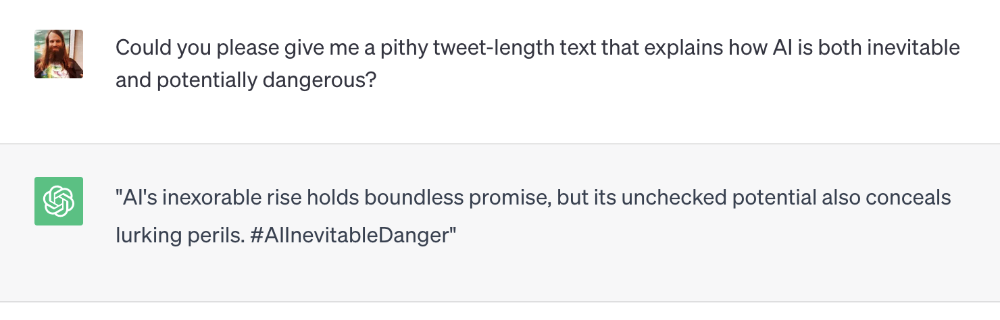 Could you please give me a pithy tweet-length text that explains how AI is both inevitable
and potentially dangerous?
"AI's inexorable rise holds boundless promise, but its unchecked potential also conceals
lurking perils. #AIInevitableDanger"